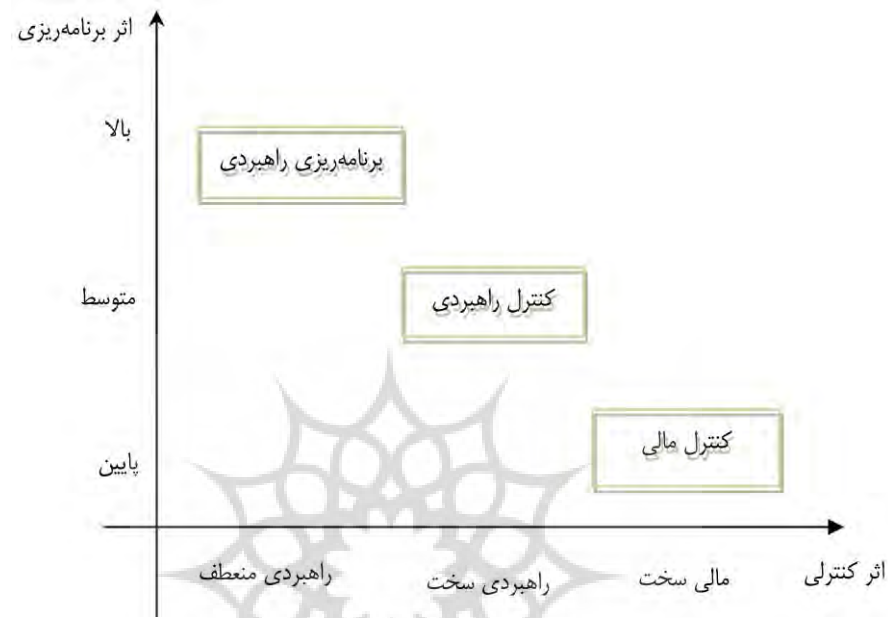 اثر برنامه‌ریزی
بالا
برنامه‌ریزی راهبردی
متوسط
کنترل راهبردی
پایین
کنترل مالی
راهبردی منعطف
راهبردی سخت
مالی سخت
اثر کنترلی